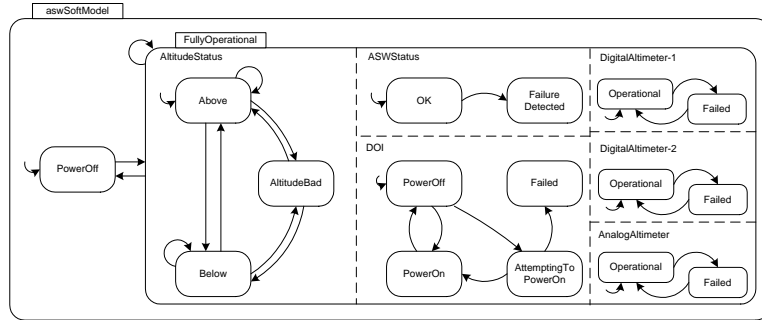 aswSoftModel
FullyOperational
AltitudeStatus
ASWStatus
DigitalAltimeter-1
Above
OK
Failure
Detected
Operational
Failed
DOI
DigitalAltimeter-2
PowerOff
AltitudeBad
PowerOff
Failed
Operational
Failed
AnalogAltimeter
Below
PowerOn
AttemptingTo
PowerOn
Operational
Failed